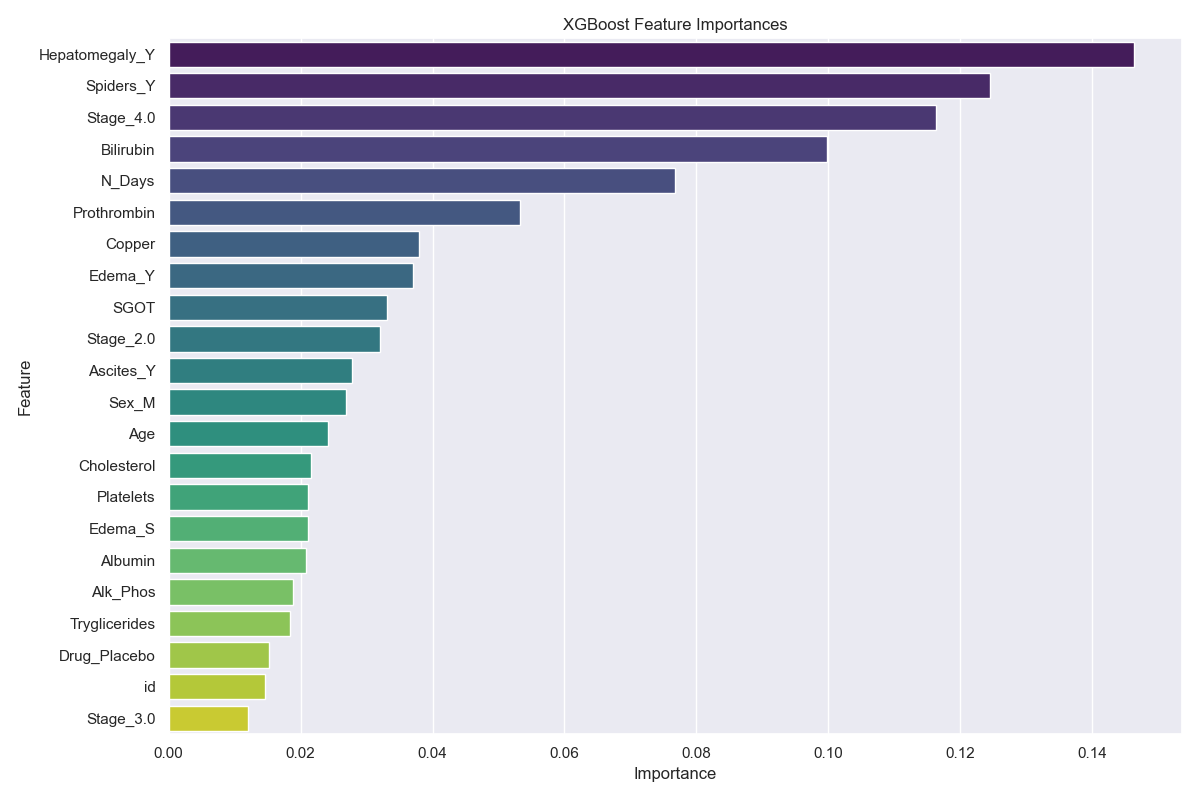 XGBoost Feature Importances
Hepatomegaly_Y
Spiders_Y
Stage_4.0
Bilirubin
N_Days
Prothrombin
Copper
Edema_Y
SGOT
Stage_2.0
Ascites_Y
Sex_M
Age
Cholesterol
Platelets
Edema_S
Albumin
Alk_Phos
Tryglicerides
Drug_Placebo
id
Stage_3.0
Feature
0.00 0.02 0.04 0.06 0.08 0.10 0.12 0.14
Importance